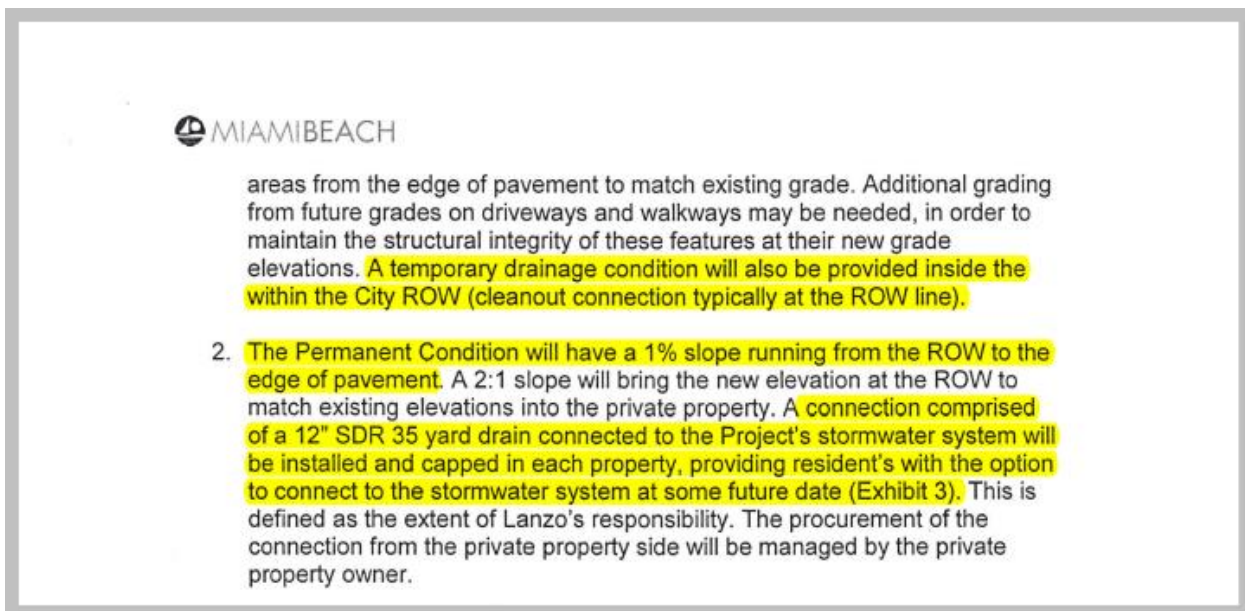 MIAMIBEACH
areas from the edge of pavement to match existing grade. Additional grading
from future grades on driveways and walkways may be needed, in order to
maintain the structural integrity of these features at their new grade
elevations. A temporary drainage condition will also be provided inside the
within the City ROW (cleanout connection typically at the ROW line).
2. The Permanent Condition will have a 1% slope running from the ROW to the
edge of pavement. A 2:1 slope will bring the new elevation at the ROW to
match existing elevations into the private property. A connection comprised
of a 12" SDR 35 yard drain connected to the Project's stormwater system will
be installed and capped in each property, providing resident's with the option
to connect to the stormwater system at some future date (Exhibit 3). This is
defined as the extent of Lanzo's responsibility. The procurement of the
connection from the private property side will be managed by the private
property owner.